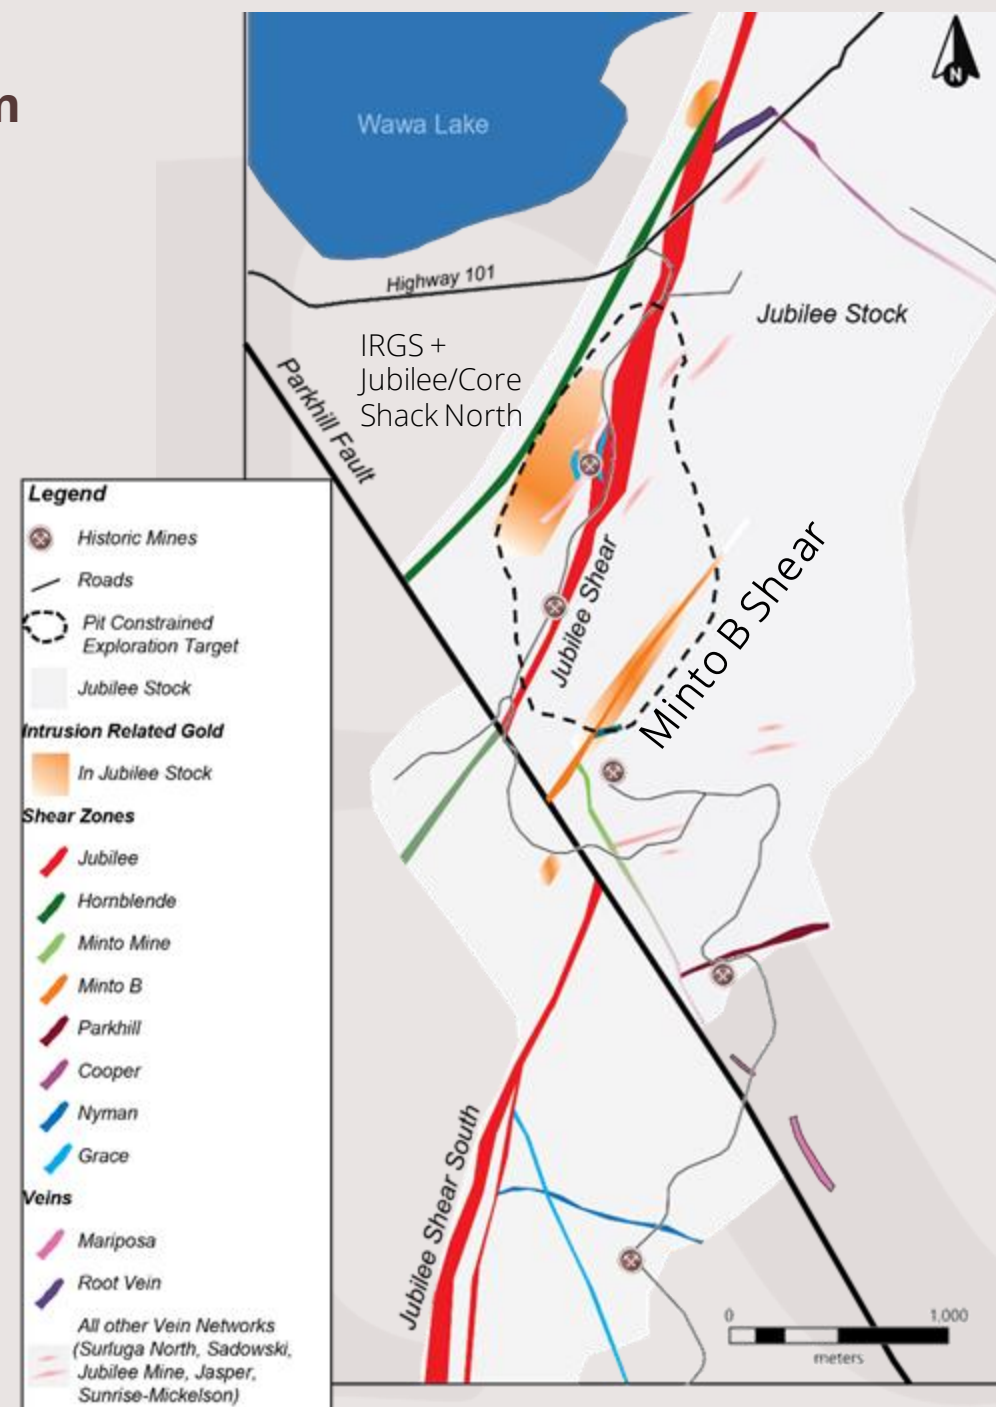 n
Wawa Lake
N
Highway 101
Jubilee Stock
IRGS +
Jubilee/Core
Shack North
Parkhill Fault
Jubilee Shear
Minto B Shear
Jubilee Shear South
Legend
Historic Mines
Roads
Pit Constrained
Exploration Target
Jubilee Stock
Intrusion Related Gold
In Jubilee Stock
Shear Zones
Jubilee
Hornblende
Minto Mine
Minto B
Parkhill
Cooper
Nyman
Grace
Veins
Mariposa
Root Vein
All other Vein Networks
(Surluga North, Sadowski,
Jubilee Mine, Jasper,
Sunrise-Mickelson)
0 1,000
meters